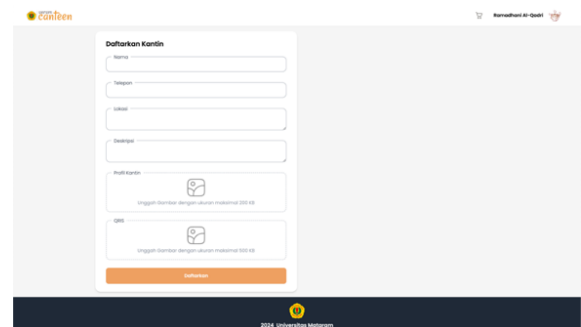 canteen
Ramadhani Al-Qadri
Daftarkan Kantin
Nama
Telepon
Lokasi
Deskripsi
Profil Kantin
Unggah Gambar dengan ukuran maksimal 200 KB
QRIS
Unggah Gambar dengan ukuran maksimal 500 KB
Daftarkan
2024 Universitas Mataram